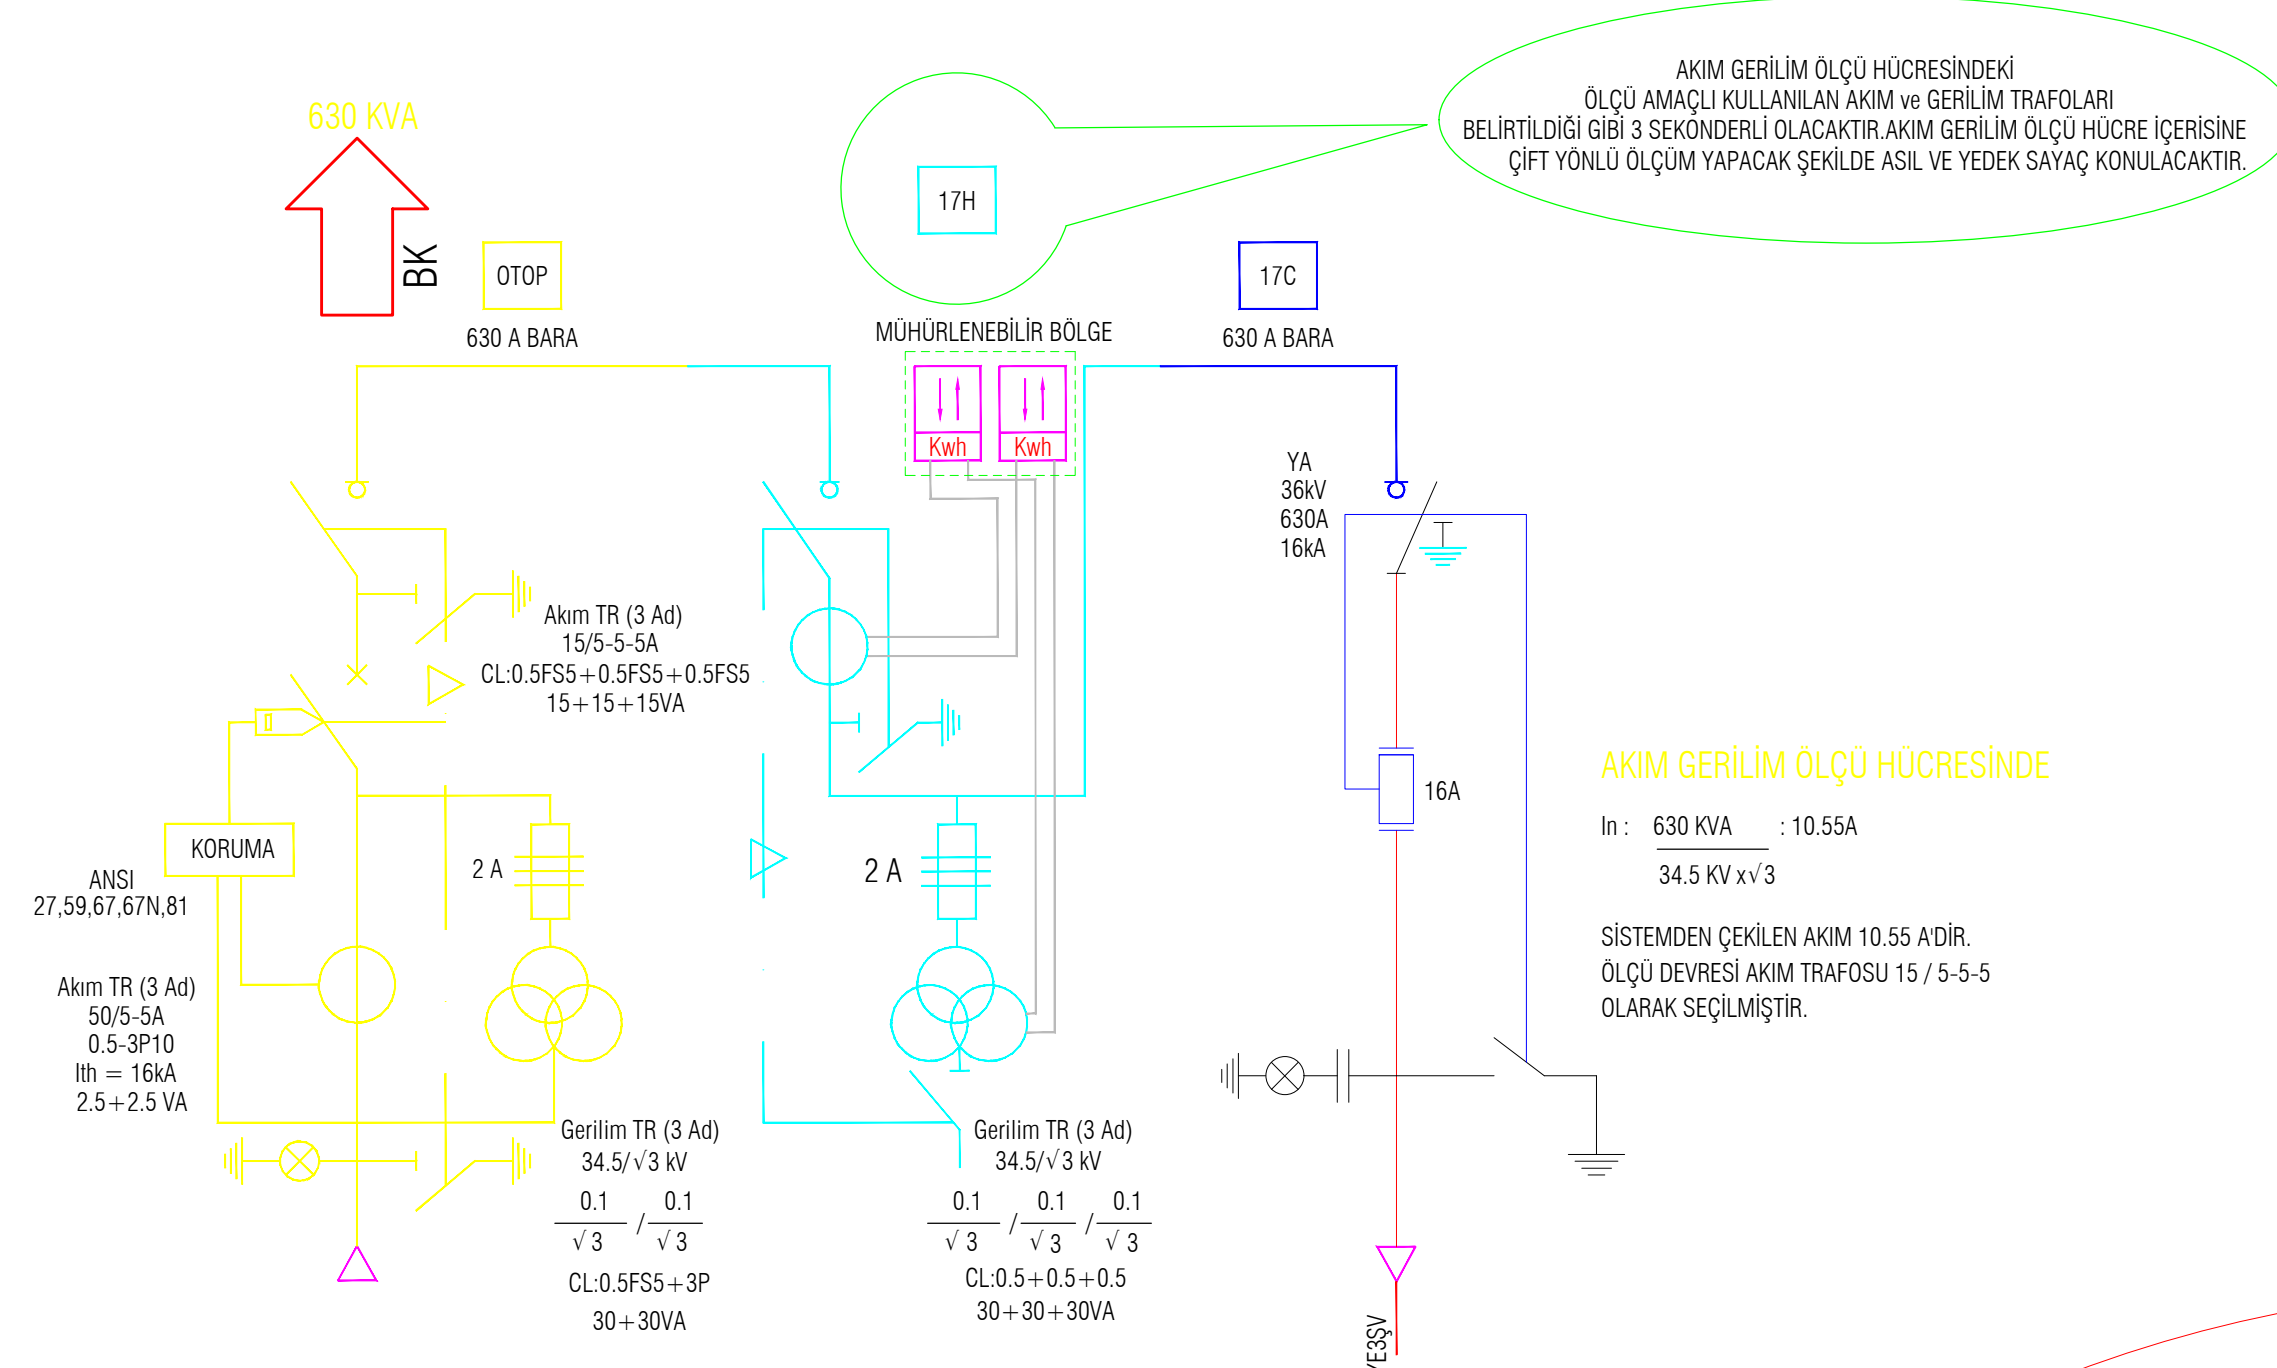 AKIM GERİLİM ÖLÇÜ HÜCRESİNDEKİ
ÖLÇÜ AMAÇLI KULLANILAN AKIM ve GERİLİM TRAFOLARI
BELİRTİLDİĞİ GİBİ 3 SEKONDERLİ OLACAKTIR.AKIM GERİLİM ÖLÇÜ HÜCRE İÇERİSİNE
ÇİFT YÖNLÜ ÖLÇÜM YAPACAK ŞEKİLDE ASIL VE YEDEK SAYAÇ KONULACAKTIR.
630 KVA
BK
OTOP
630 A BARA
17H
MÜHÜRLENEBİLİR BÖLGE
Kwh
Kwh
17C
630 A BARA
YA
36kV
630A
16kA
Akım TR (3 Ad)
15/5-5-5A
CL:0.5FS5+0.5FS5+0.5FS5
15+15+15VA
KORUMA
ANSI
27,59,67,67N,81
2 A
2 A
16A
Akım TR (3 Ad)
50/5-5A
0.5-3P10
Ith = 16kA
2.5+2.5 VA
Gerilim TR (3 Ad)
34.5/√3 kV
0.1 0.1
/
√3 √3
CL:0.5FS5+3P
30+30VA
Gerilim TR (3 Ad)
34.5/√3 kV
0.1 0.1 0.1
/ /
√3 √3 √3
CL:0.5+0.5+0.5
30+30+30VA
AKIM GERİLİM ÖLÇÜ HÜCRESİNDE
In : 630 KVA : 10.55A
34.5 KV x√3
SİSTEMDEN ÇEKİLEN AKIM 10.55 A'DİR.
ÖLÇÜ DEVRESİ AKIM TRAFOSU 15 / 5-5-5
OLARAK SEÇİLMİŞTİR.
YE3ŞV